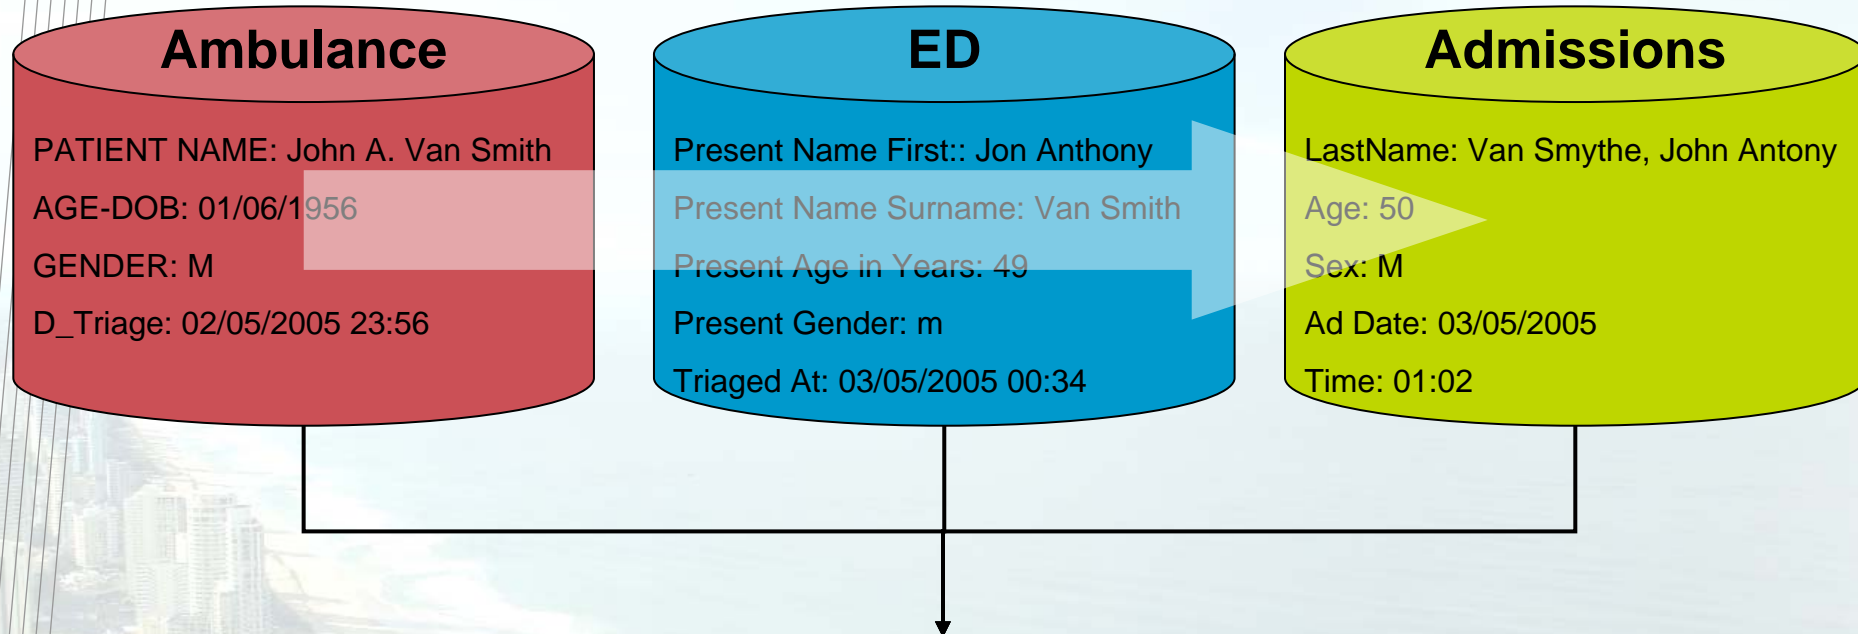 Ambulance
PATIENT NAME: John A. Van Smith
AGE-DOB: 01/06/1956
GENDER: M
D_Triage: 02/05/2005 23:56
ED
Present Name First:: Jon Anthony
Present Name Surname: Van Smith
Present Age in Years: 49
Present Gender: m
Triaged At: 03/05/2005 00:34
Admissions
LastName: Van Smythe, John Antony
Age: 50
Sex: M
Ad Date: 03/05/2005
Time: 01:02